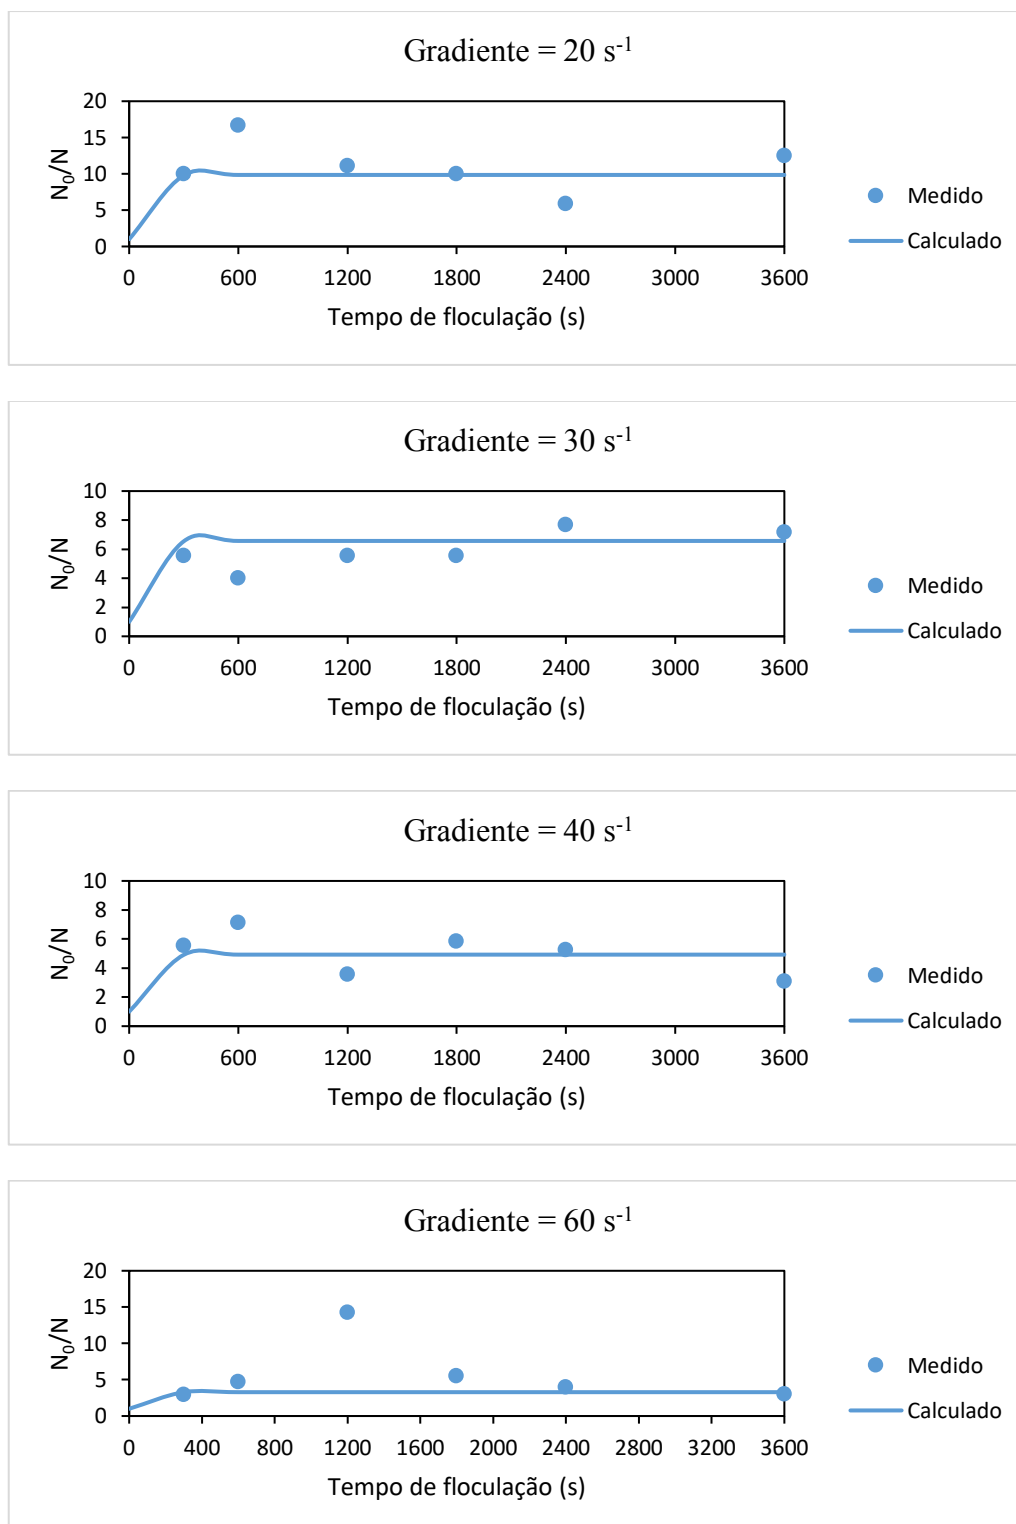 Gradiente = 20 s⁻¹
20
15
10
5
0
N₀/N
0 600 1200 1800 2400 3000 3600
Tempo de floculação (s)
Medido
Calculado
Gradiente = 30 s⁻¹
10
8
6
4
2
0
N₀/N
0 600 1200 1800 2400 3000 3600
Tempo de floculação (s)
Medido
Calculado
Gradiente = 40 s⁻¹
10
8
6
4
2
0
N₀/N
0 600 1200 1800 2400 3000 3600
Tempo de floculação (s)
Medido
Calculado
Gradiente = 60 s⁻¹
20
15
10
5
0
N₀/N
0 400 800 1200 1600 2000 2400 2800 3200 3600
Tempo de floculação (s)
Medido
Calculado